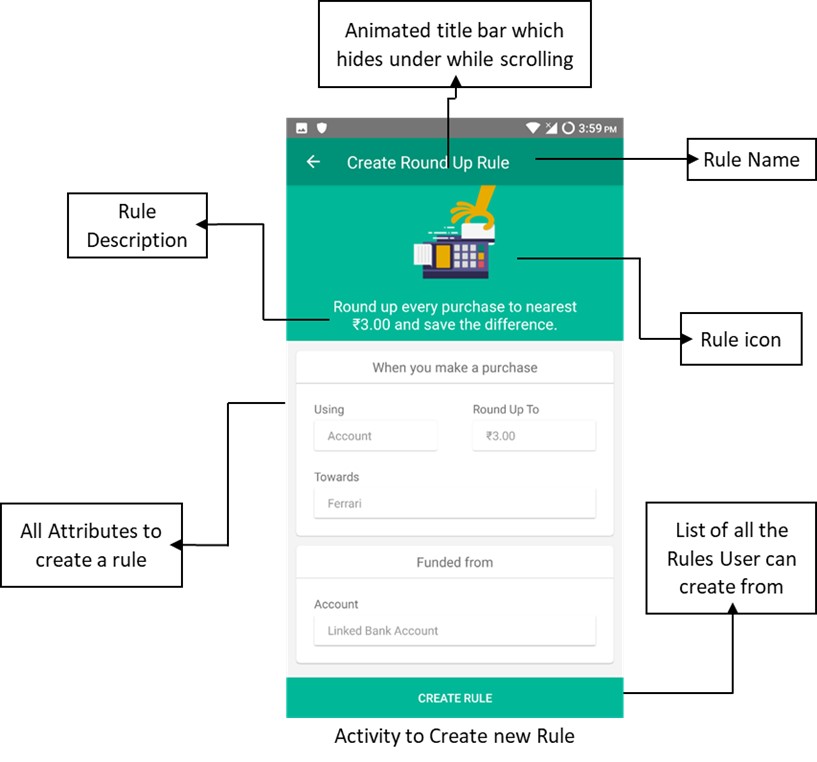 Animated title bar which
hides under while scrolling
3:59 PM
Create Round Up Rule
Rule Name
Rule
Description
Round up every purchase to nearest
₹3.00 and save the difference.
Rule icon
When you make a purchase
Using
Round Up To
Account
₹3.00
Towards
Ferrari
All Attributes to
create a rule
Funded from
Account
Linked Bank Account
List of all the
Rules User can
create from
CREATE RULE
Activity to Create new Rule